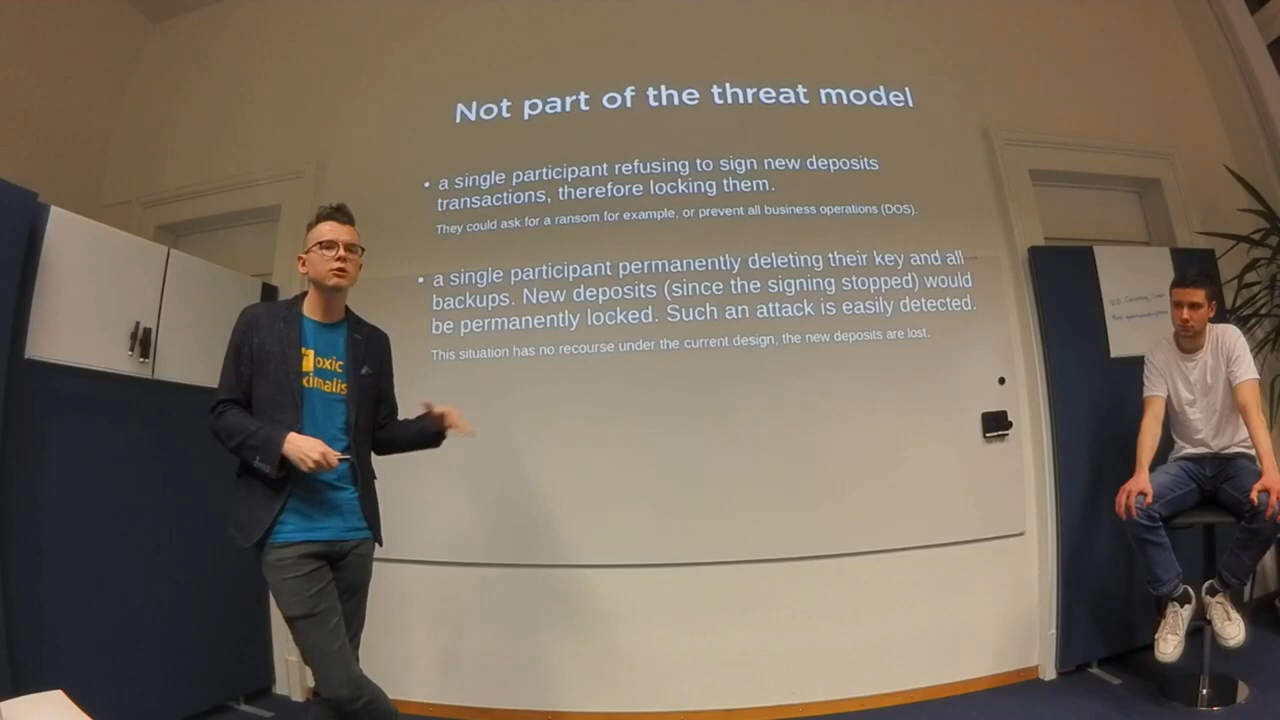 Not part of the threat model
• a single participant refusing to sign new deposits
transactions, therefore locking them.
They could ask for a ransom for example, or prevent all business operations (DOS).
• a single participant permanently deleting their key and all
backups. New deposits (since the signing stopped) would
be permanently locked. Such an attack is easily detected.
This situation has no recourse under the current design, the new deposits are lost.
oxic
ximalis